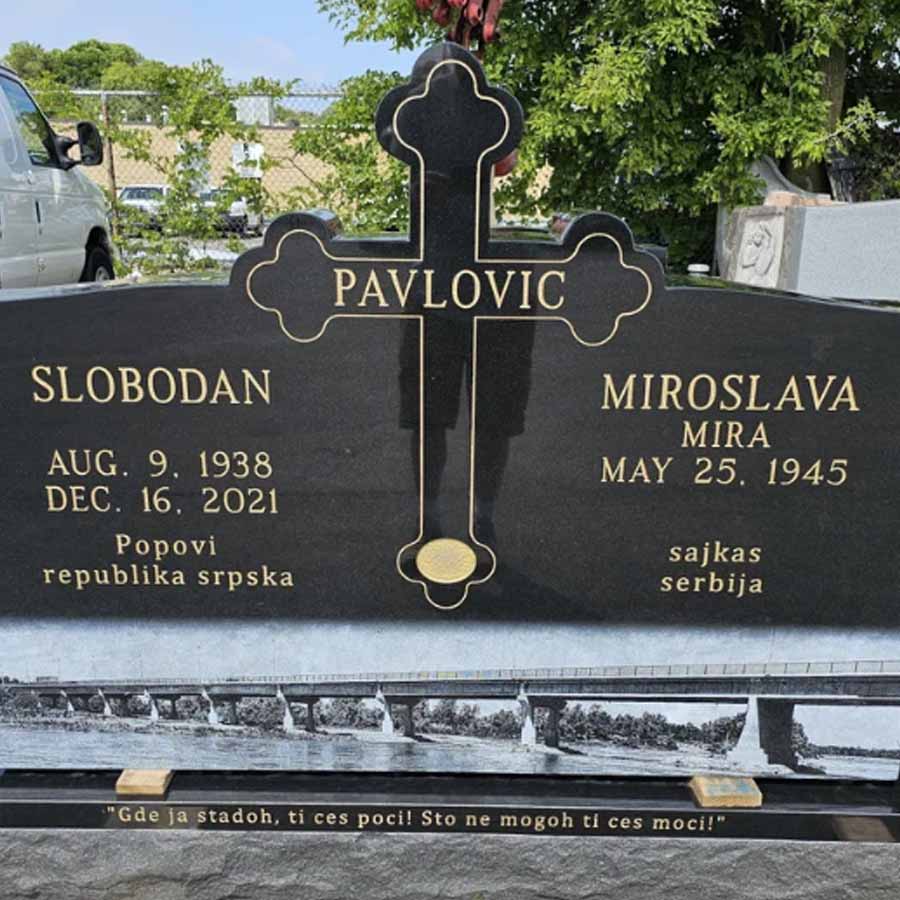 PAVLOVIC
SLOBODAN
AUG. 9, 1938
DEC. 16, 2021
Popovi
republika srpska
MIROSLAVA
MIRA
MAY 25, 1945
sajkas
serbija
"Gde ja stadoh, ti ces poci! Sto ne mogoh ti ces moci!"